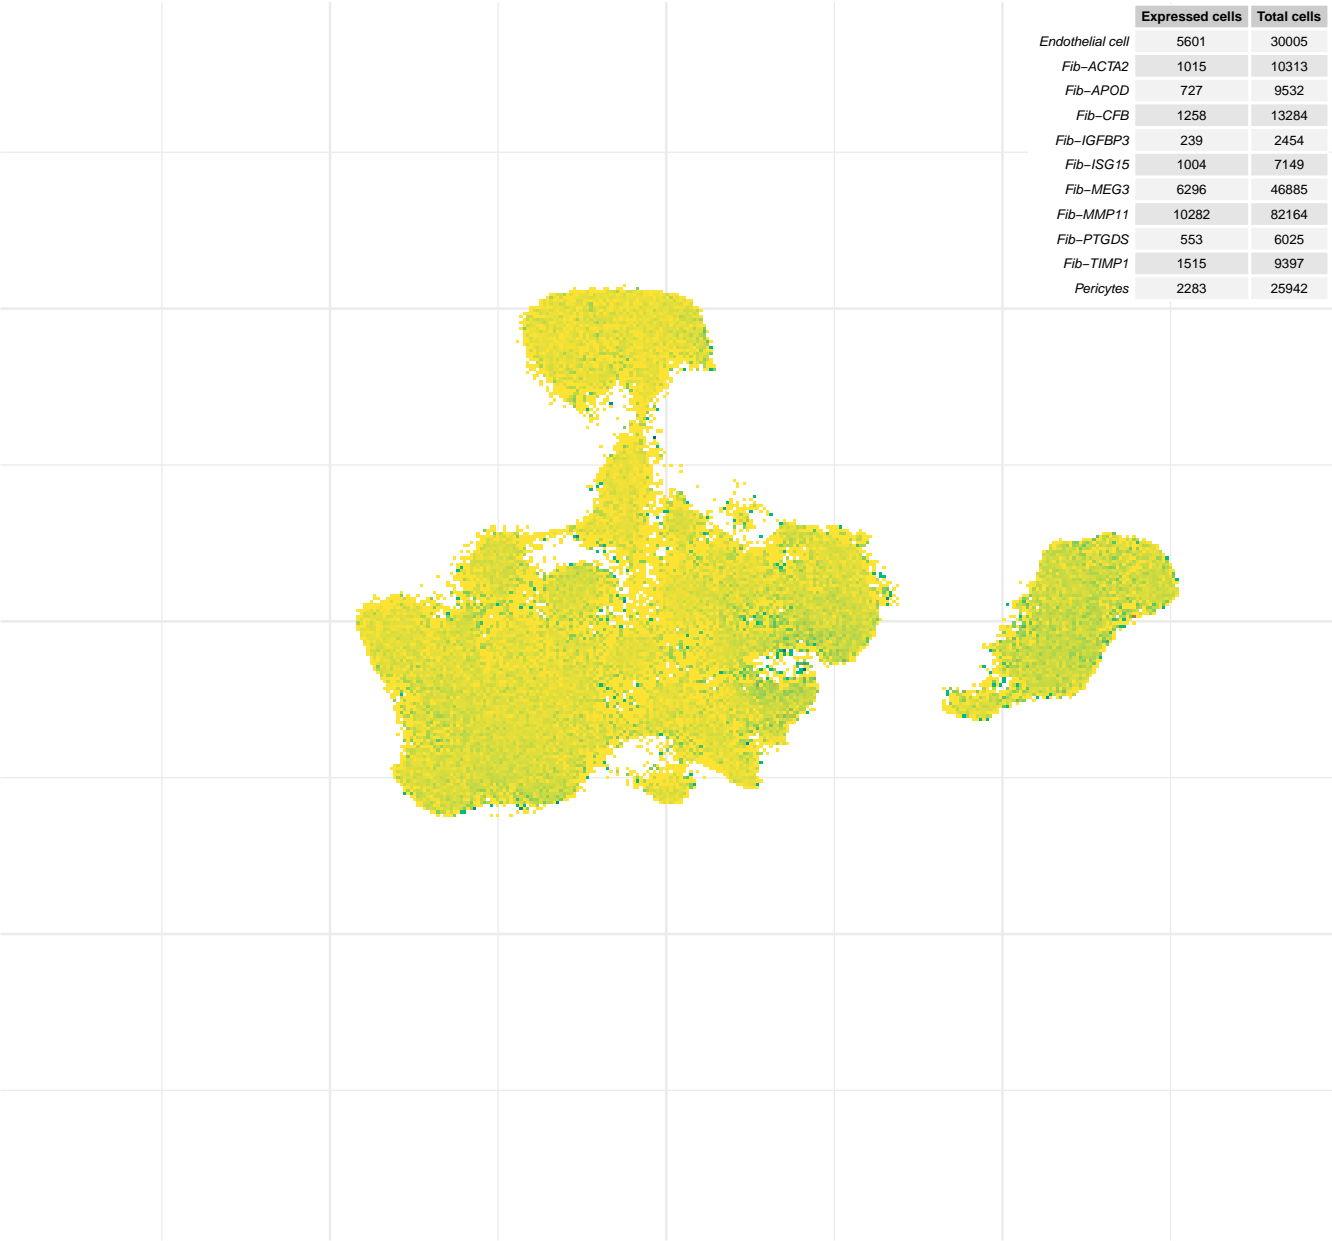 Expressed cells Total cells
Endothelial cell 5601 30005
Fib−ACTA2 1015 10313
Fib−APOD 727 9532
Fib−CFB 1258 13284
Fib−IGFBP3 239 2454
Fib−ISG15 1004 7149
Fib−MEG3 6296 46885
Fib−MMP11 10282 82164
Fib−PTGDS 553 6025
Fib−TIMP1 1515 9397
Pericytes 2283 25942